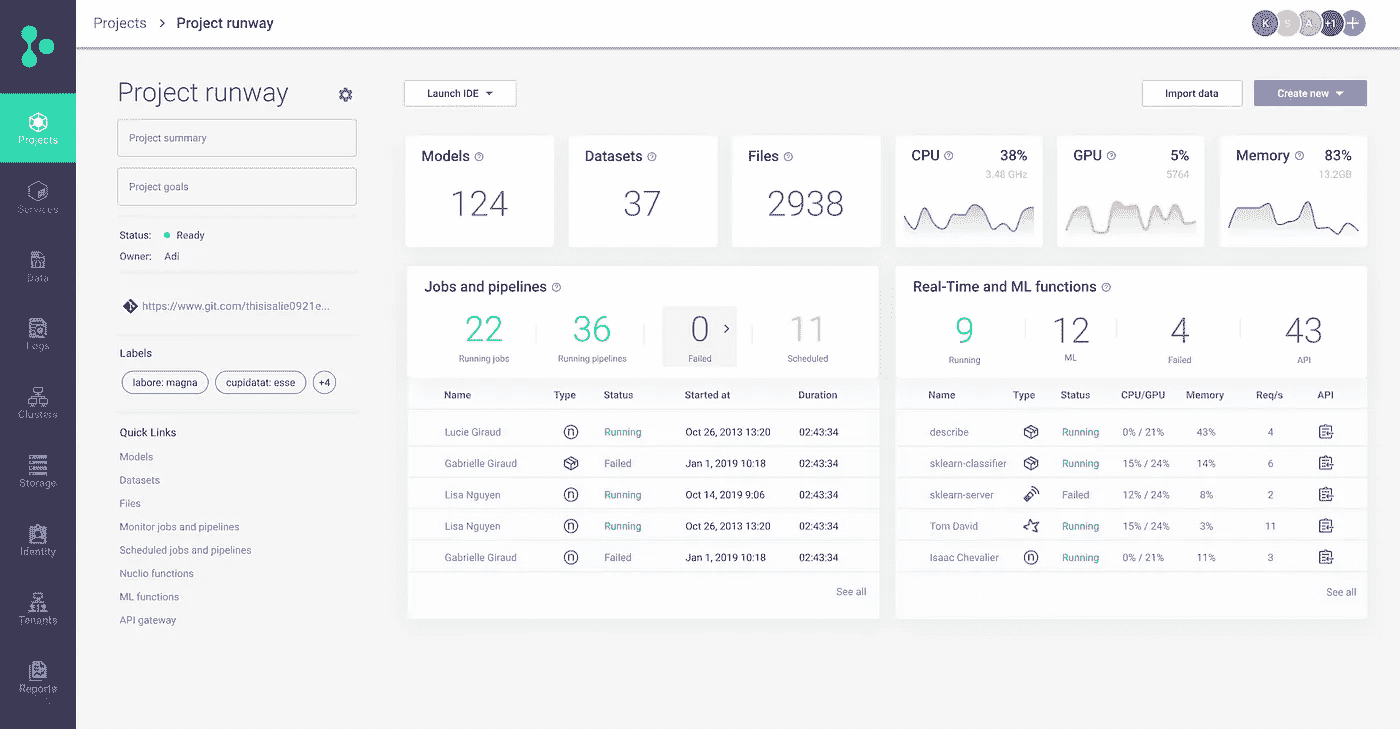 Projects > Project runway
K S A +1
Projects
Services
Data
Logs
Clusters
Storage
Identity
Tenants
Reports
Project runway
Project summary
Project goals
Status: Ready
Owner: Adi
https://www.git.com/thisisalie0921e...
Labels
labore: magna cupidatat: esse +4
Quick Links
Models
Datasets
Files
Monitor jobs and pipelines
Scheduled jobs and pipelines
Nuclio functions
ML functions
API gateway
Launch IDE
Import data
Create new
Models
124
Datasets
37
Files
2938
CPU 38%
3.48 GHz
GPU 5%
5764
Memory 83%
13.2GB
Jobs and pipelines
22 36 0 11
Running jobs Running pipelines Failed Scheduled
Name Type Status Started at Duration
Lucie Giraud n Running Oct 26, 2013 13:20 02:43:34
Gabrielle Giraud Failed Jan 1, 2019 10:18 02:43:34
Lisa Nguyen n Running Oct 14, 2019 9:06 02:43:34
Lisa Nguyen n Running Oct 26, 2013 13:20 02:43:34
Gabrielle Giraud n Failed Jan 1, 2019 10:18 02:43:34
See all
Real-Time and ML functions
9 12 4 43
Running ML Failed API
Name Type Status CPU/GPU Memory Req/s API
describe Running 0% / 21% 43% 4
sklearn-classifier Running 15% / 24% 14% 6
sklearn-server Failed 12% / 24% 8% 2
Tom David Running 15% / 24% 3% 11
Isaac Chevalier n Running 0% / 21% 11% 3
See all